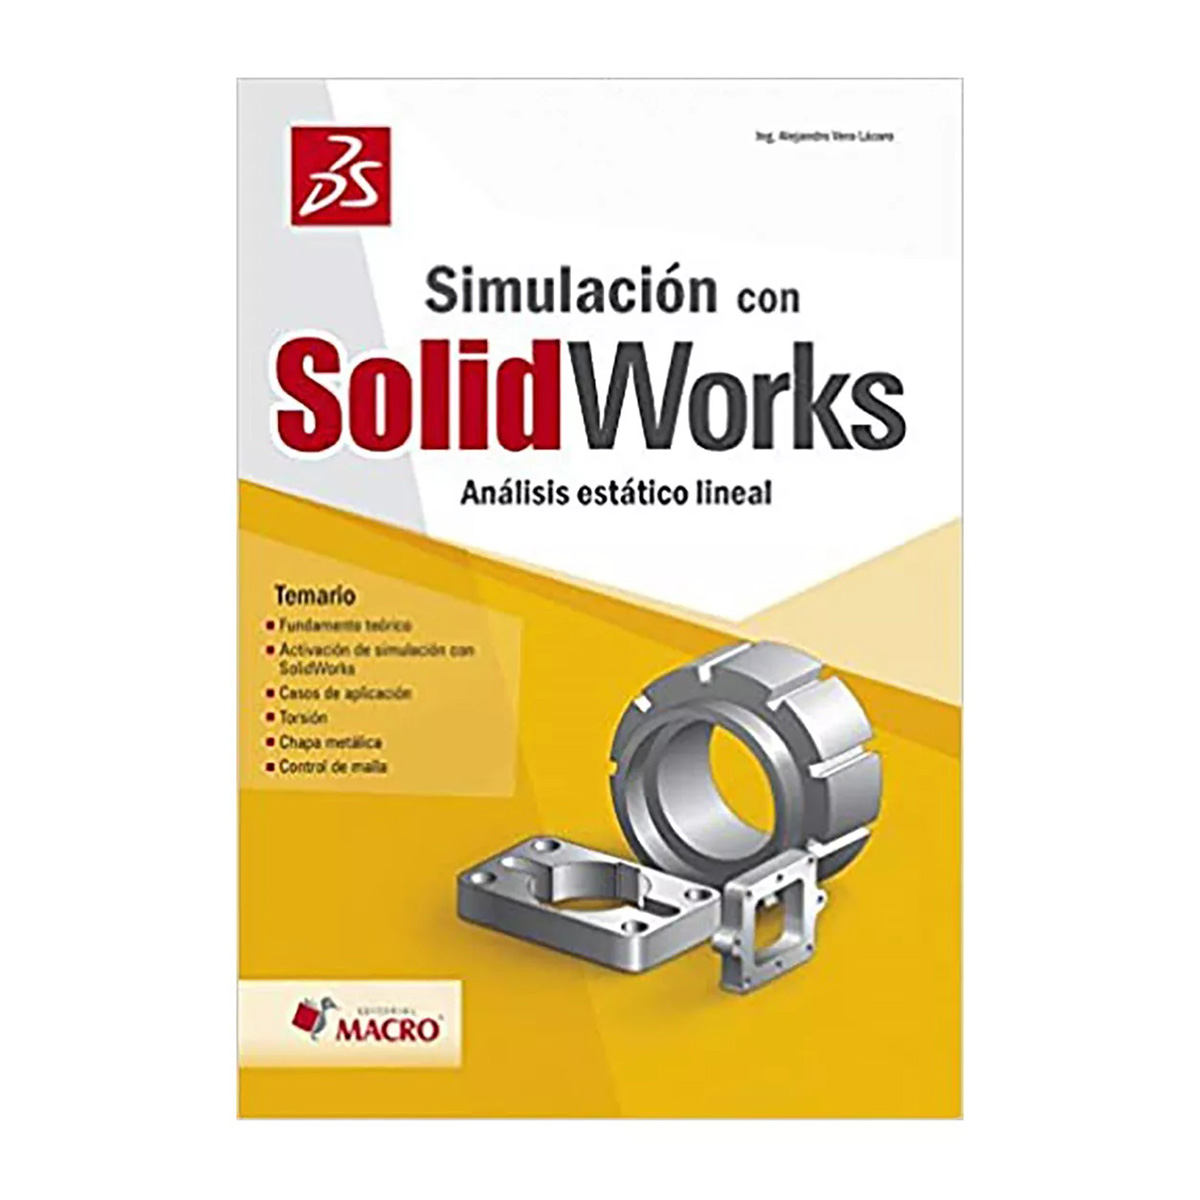 Ing. Alejandro Vera Lázaro
3DS
Simulación con
SolidWorks
Análisis estático lineal
Temario
Fundamento teórico
Activación de simulación con
SolidWorks
Casos de aplicación
Torsión
Chapa metálica
Control de malla
EDITORIAL
MACRO®